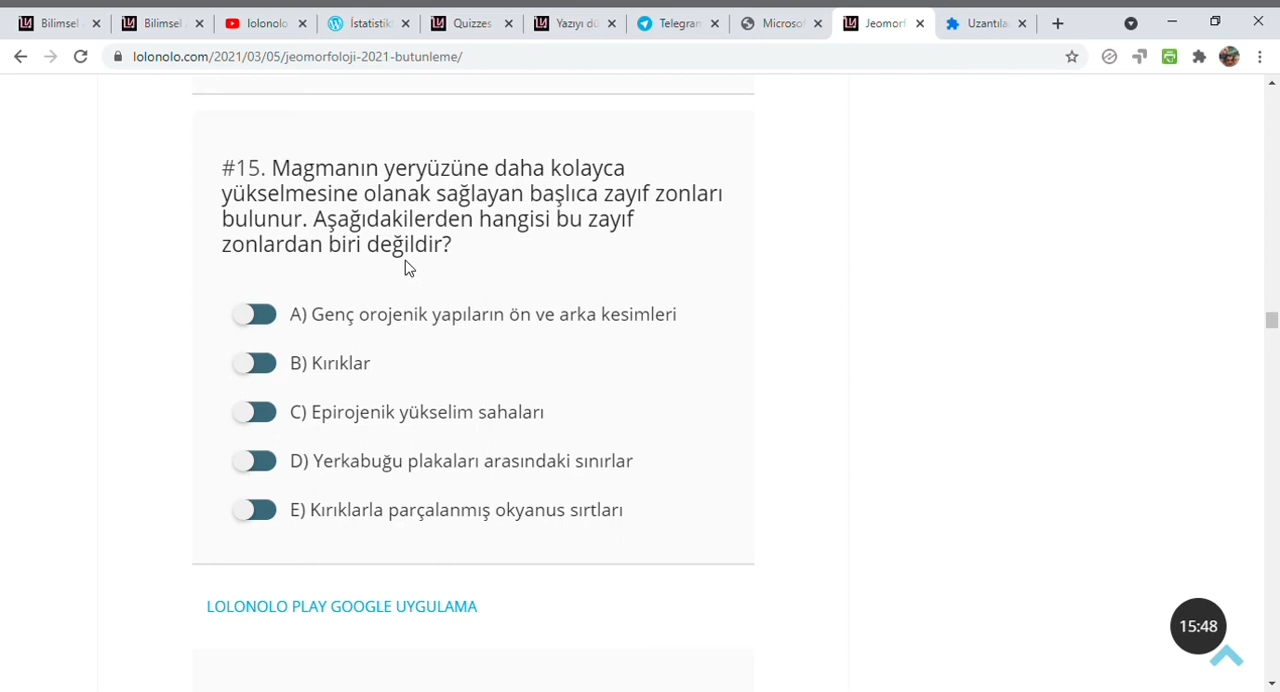 Bilimsel
Bilimsel
lolonolo
İstatistik
Quizzes
Yazıyı dü
Telegram
Microsof
Jeomorf
Uzantıla
lolonolo.com/2021/03/05/jeomorfoloji-2021-butunleme/
#15. Magmanın yeryüzüne daha kolayca
yükselmesine olanak sağlayan başlıca zayıf zonları
bulunur. Aşağıdakilerden hangisi bu zayıf
zonlardan biri değildir?
A) Genç orojenik yapıların ön ve arka kesimleri
B) Kırıklar
C) Epirojenik yükselim sahaları
D) Yerkabuğu plakaları arasındaki sınırlar
E) Kırıklarla parçalanmış okyanus sırtları
LOLONOLO PLAY GOOGLE UYGULAMA
15:48